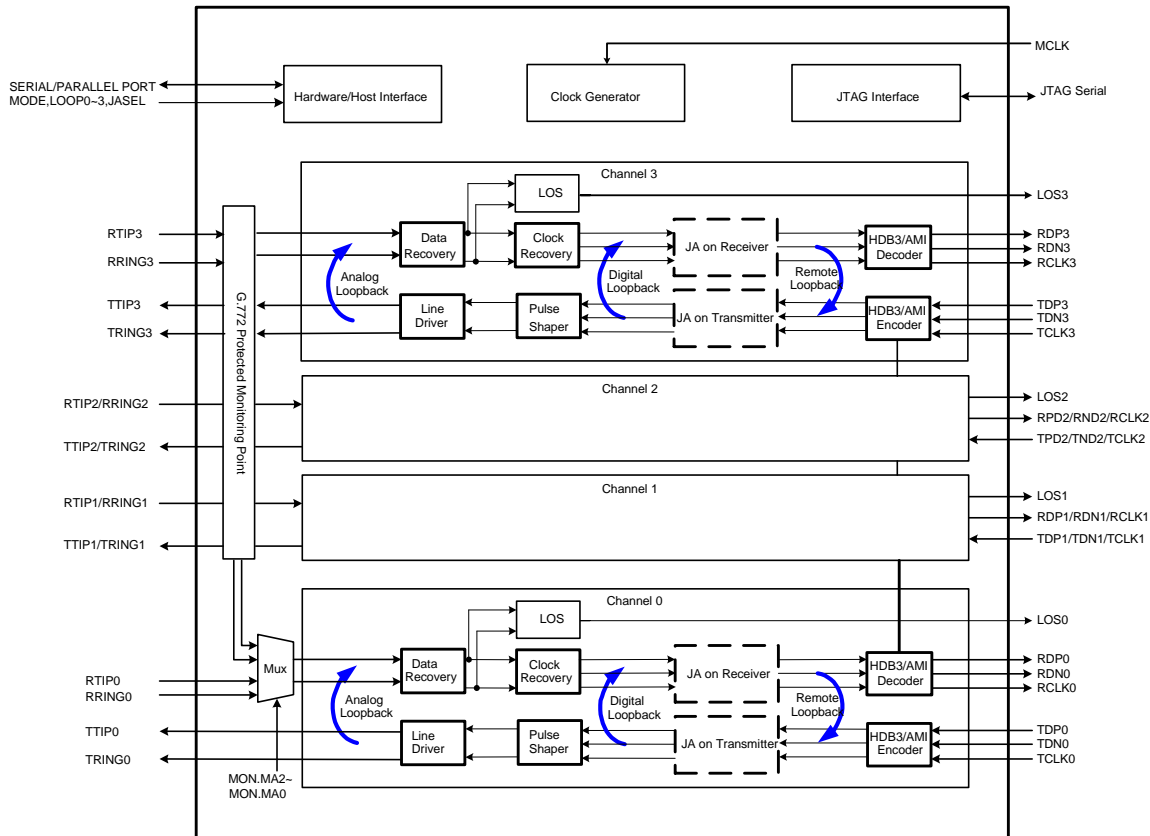 MCLK
SERIAL/PARALLEL PORT
MODE,LOOP0~3,JASEL
Hardware/Host Interface
Clock Generator
JTAG Interface
JTAG Serial
Channel 3
LOS
LOS3
RTIP3
RRING3
TTIP3
TRING3
G.772 Protected Monitoring Point
Data
Recovery
Clock
Recovery
JA on Receiver
HDB3/AMI
Decoder
RDP3
RDN3
RCLK3
Analog
Loopback
Digital
Loopback
Remote
Loopback
Line
Driver
Pulse
Shaper
JA on Transmitter
HDB3/AMI
Encoder
TDP3
TDN3
TCLK3
Channel 2
RTIP2/RRING2
TTIP2/TRING2
LOS2
RPD2/RND2/RCLK2
TPD2/TND2/TCLK2
Channel 1
RTIP1/RRING1
TTIP1/TRING1
LOS1
RDP1/RDN1/RCLK1
TDP1/TDN1/TCLK1
Channel 0
LOS
LOS0
Mux
RTIP0
RRING0
TTIP0
TRING0
MON.MA2~
MON.MA0
Data
Recovery
Clock
Recovery
JA on Receiver
HDB3/AMI
Decoder
RDP0
RDN0
RCLK0
Analog
Loopback
Digital
Loopback
Remote
Loopback
Line
Driver
Pulse
Shaper
JA on Transmitter
HDB3/AMI
Encoder
TDP0
TDN0
TCLK0